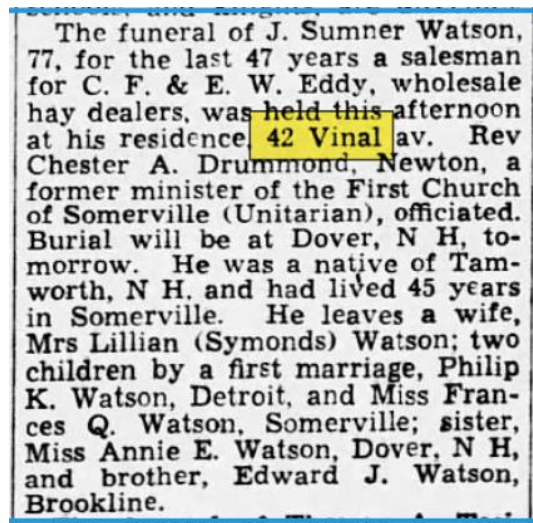 The funeral of J. Sumner Watson,
77, for the last 47 years a salesman
for C. F. & E. W. Eddy, wholesale
hay dealers, was held this afternoon
at his residence, 42 Vinal av. Rev
Chester A. Drummond, Newton, a
former minister of the First Church
of Somerville (Unitarian), officiated.
Burial will be at Dover, N H, to-
morrow. He was a native of Tam-
worth, N H, and had lived 45 years
in Somerville. He leaves a wife,
Mrs Lillian (Symonds) Watson; two
children by a first marriage, Philip
K. Watson, Detroit, and Miss Fran-
ces Q. Watson, Somerville; sister,
Miss Annie E. Watson, Dover, N H,
and brother, Edward J. Watson,
Brookline.